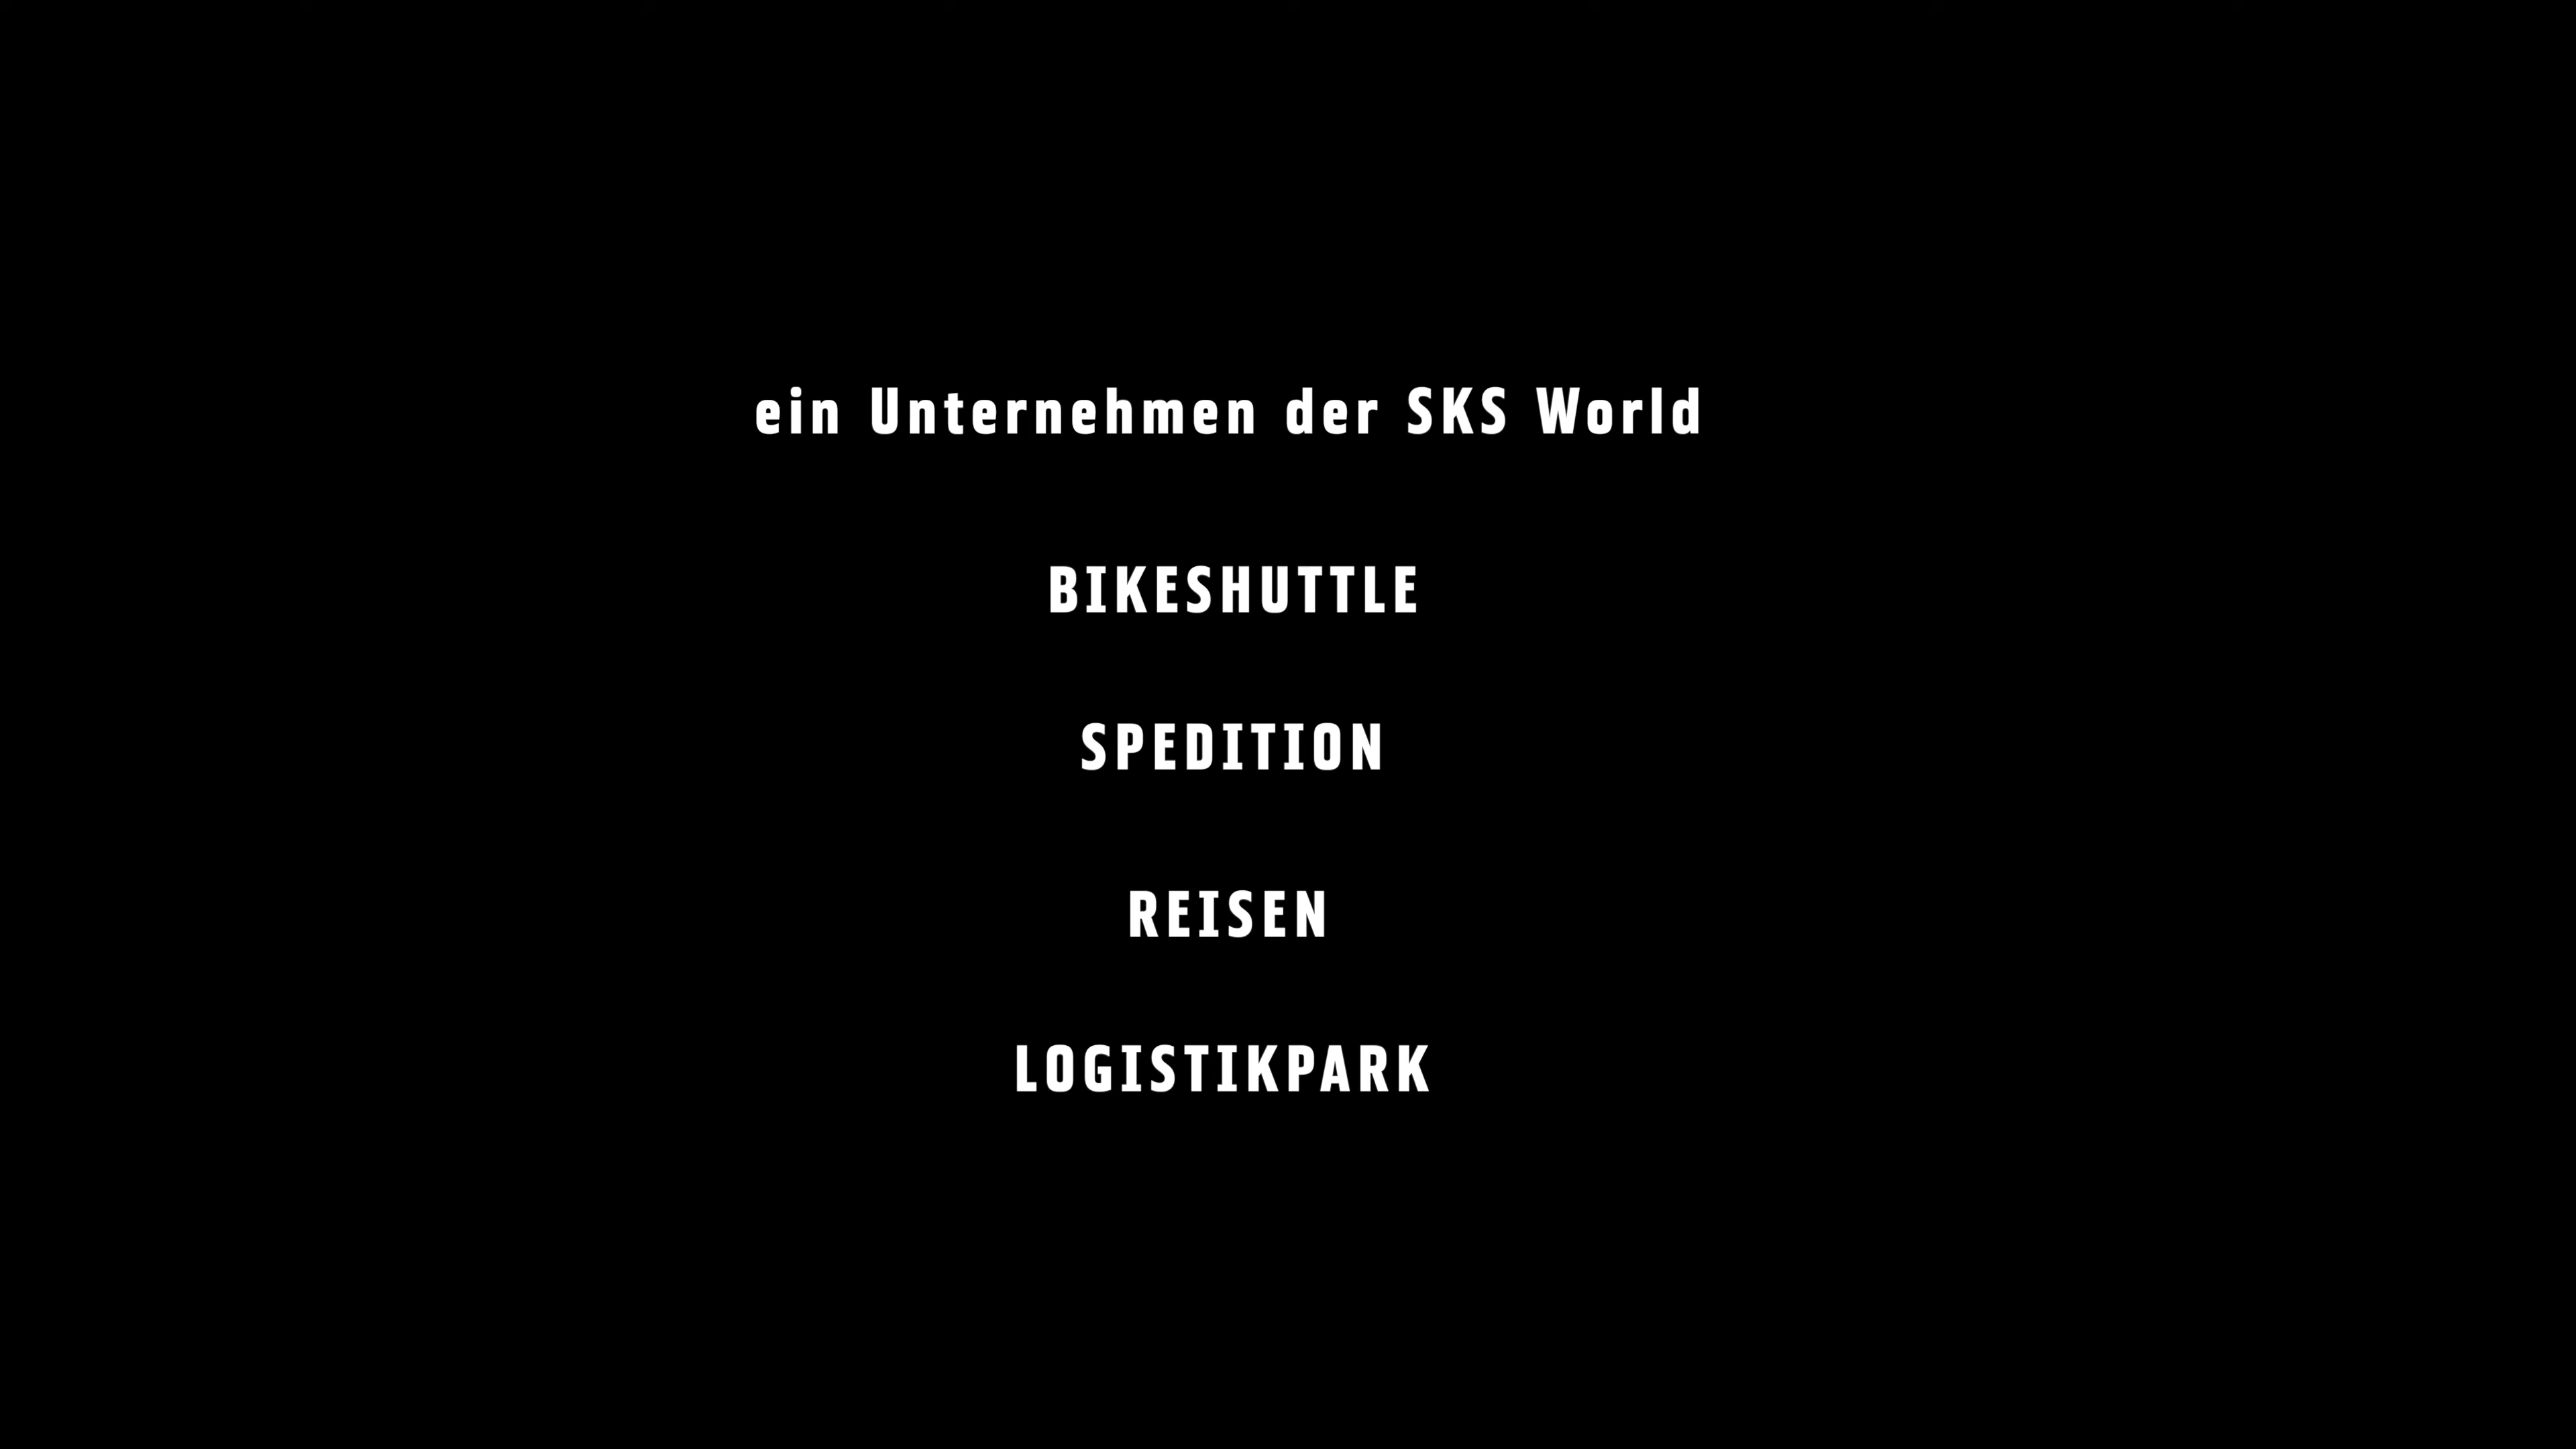 ein Unternehmen der SKS World
BIKESHUTTLE
SPEDITION
REISEN
LOGISTIKPARK